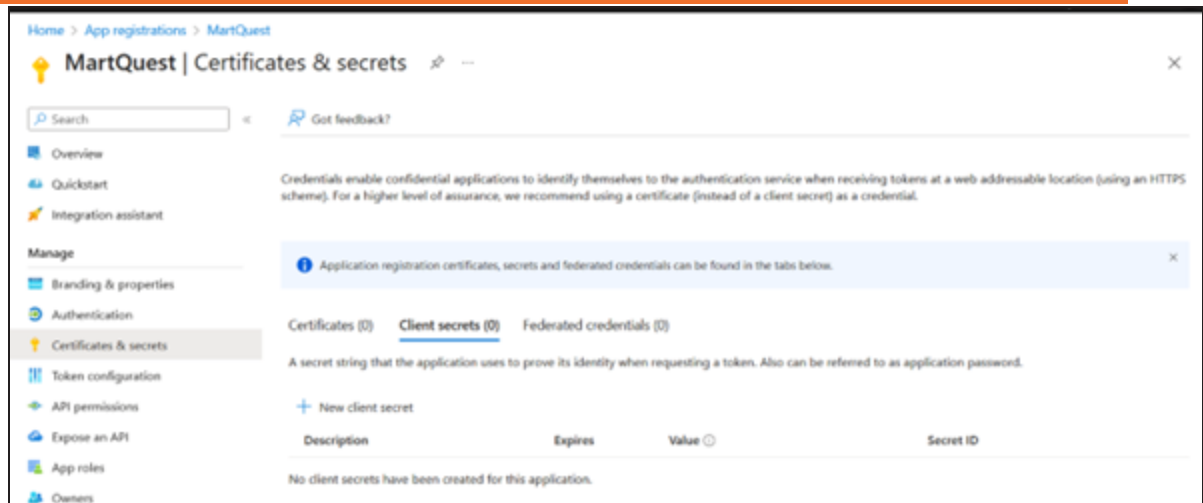 Home > App registrations > MartQuest
MartQuest | Certificates & secrets
Search
Got feedback?
Overview
Quickstart
Integration assistant
Manage
Branding & properties
Authentication
Certificates & secrets
Token configuration
API permissions
Expose an API
App roles
Owners
Credentials enable confidential applications to identify themselves to the authentication service when receiving tokens at a web addressable location (using an HTTPS
scheme). For a higher level of assurance, we recommend using a certificate (instead of a client secret) as a credential.
Application registration certificates, secrets and federated credentials can be found in the tabs below.
Certificates (0) Client secrets (0) Federated credentials (0)
A secret string that the application uses to prove its identity when requesting a token. Also can be referred to as application password.
New client secret
Description Expires Value Secret ID
No client secrets have been created for this application.